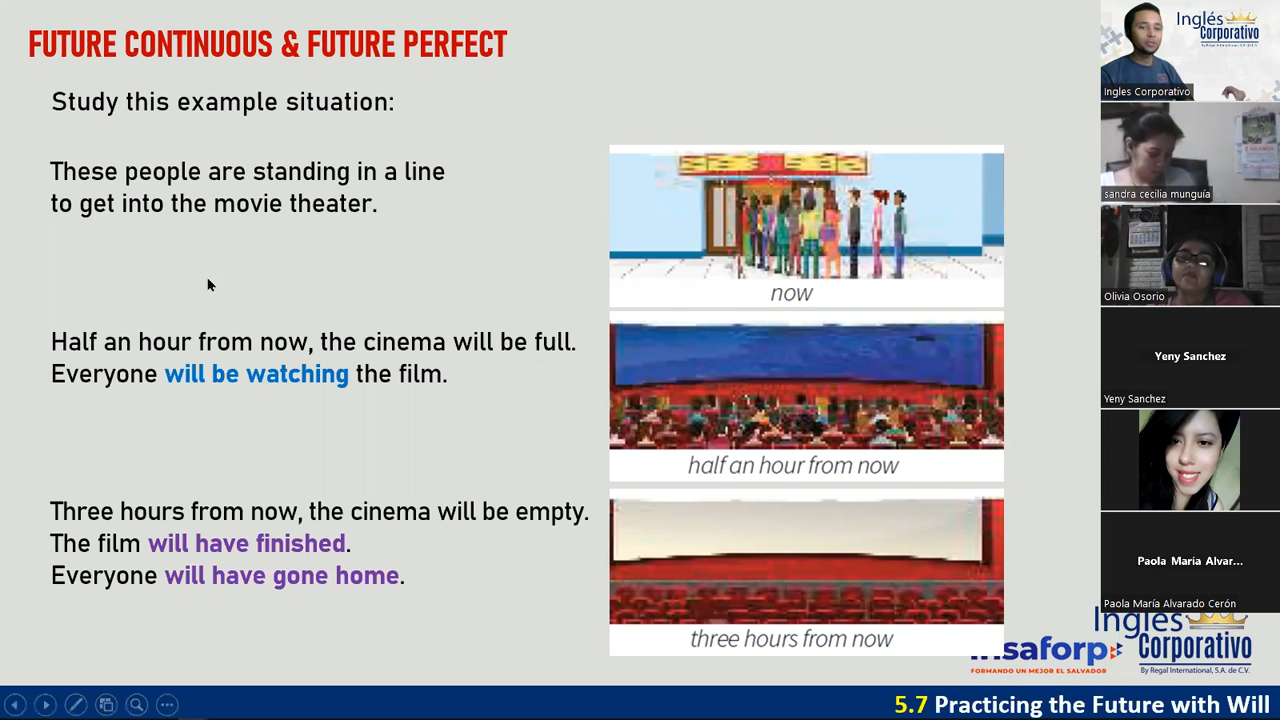 FUTURE CONTINUOUS & FUTURE PERFECT
Study this example situation:
These people are standing in a line
to get into the movie theater.
now
Half an hour from now, the cinema will be full.
Everyone will be watching the film.
half an hour from now
Three hours from now, the cinema will be empty.
The film will have finished.
Everyone will have gone home.
three hours from now
Inglés
Corporativo
Ingles Corporativo
sandra cecilia munguía
Olivia Osorio
Yeny Sanchez
Yeny Sanchez
Paola María Alvar...
Paola María Alvarado Cerón
Inglés
Corporativo
By Regal International, S.A. de C.V.
insaforp
FORMANDO UN MEJOR EL SALVADOR
5.7 Practicing the Future with Will